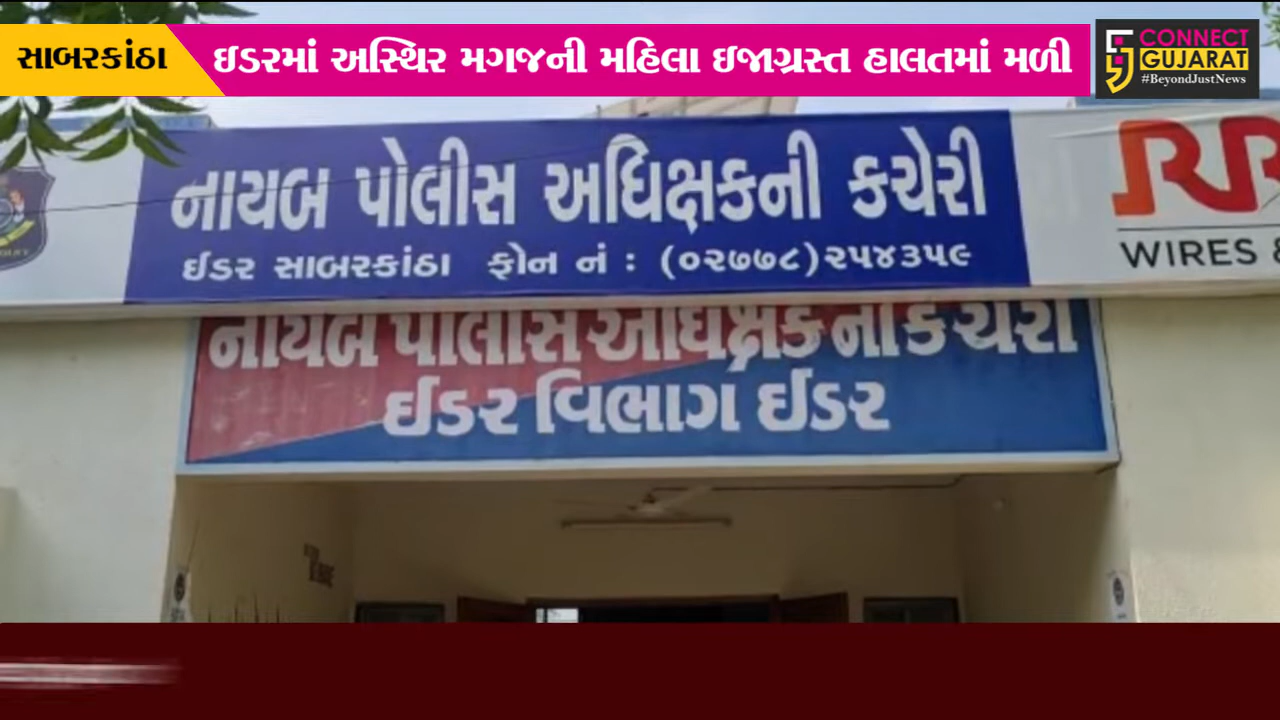 સાબરકાંઠા
ઇડરમાં અસ્થિર મગજની મહિલા ઇજાગ્રસ્ત હાલતમાં મળી
CONNECT
GUJARAT
#BeyondJustNews
નાયબ પોલીસ અધિક્ષકની કચેરી
ઈડર સાબરકાંઠા ફોન નં : (૦૨૭૭૮)૨૫૪૩૫૯
WIRES &
નાયબ પોલીસ અધિક્ષક ની કચેરી
ઈડર વિભાગ ઈડર